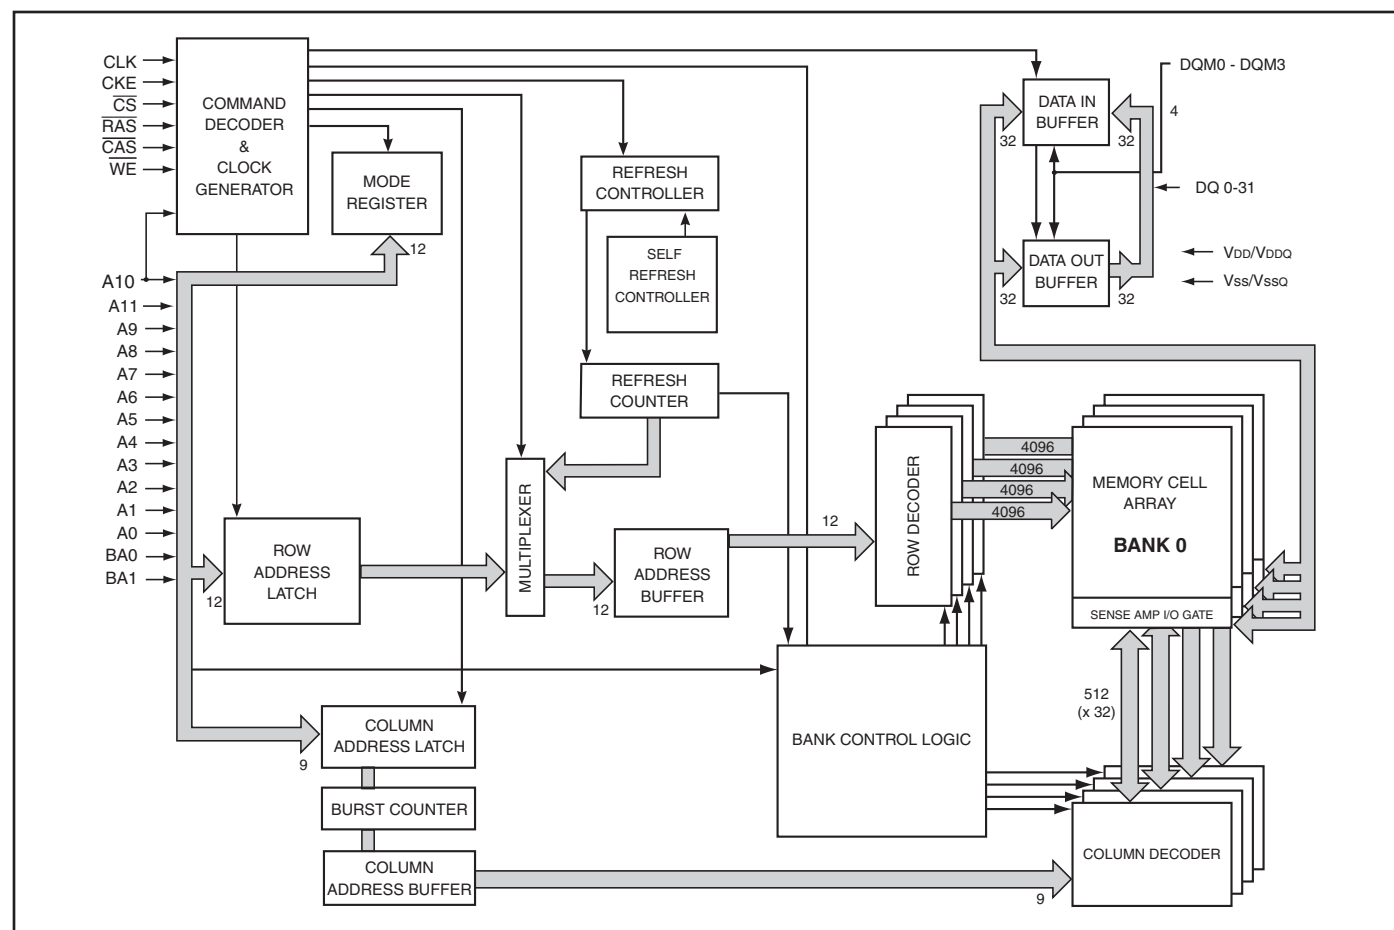 CLK
CKE
CS
RAS
CAS
WE
COMMAND
DECODER
&
CLOCK
GENERATOR
MODE
REGISTER
12
REFRESH
CONTROLLER
SELF
REFRESH
CONTROLLER
REFRESH
COUNTER
DATA IN
BUFFER
32
32
DQM0 - DQM3
4
DQ 0-31
DATA OUT
BUFFER
32
32
VDD/VDDQ
Vss/VssQ
A10
A11
A9
A8
A7
A6
A5
A4
A3
A2
A1
A0
BA0
BA1
12
ROW
ADDRESS
LATCH
MULTIPLEXER
12
ROW
ADDRESS
BUFFER
12
ROW DECODER
4096
4096
4096
4096
MEMORY CELL
ARRAY
BANK 0
SENSE AMP I/O GATE
512
(x 32)
BANK CONTROL LOGIC
9
COLUMN
ADDRESS LATCH
BURST COUNTER
COLUMN
ADDRESS BUFFER
9
COLUMN DECODER